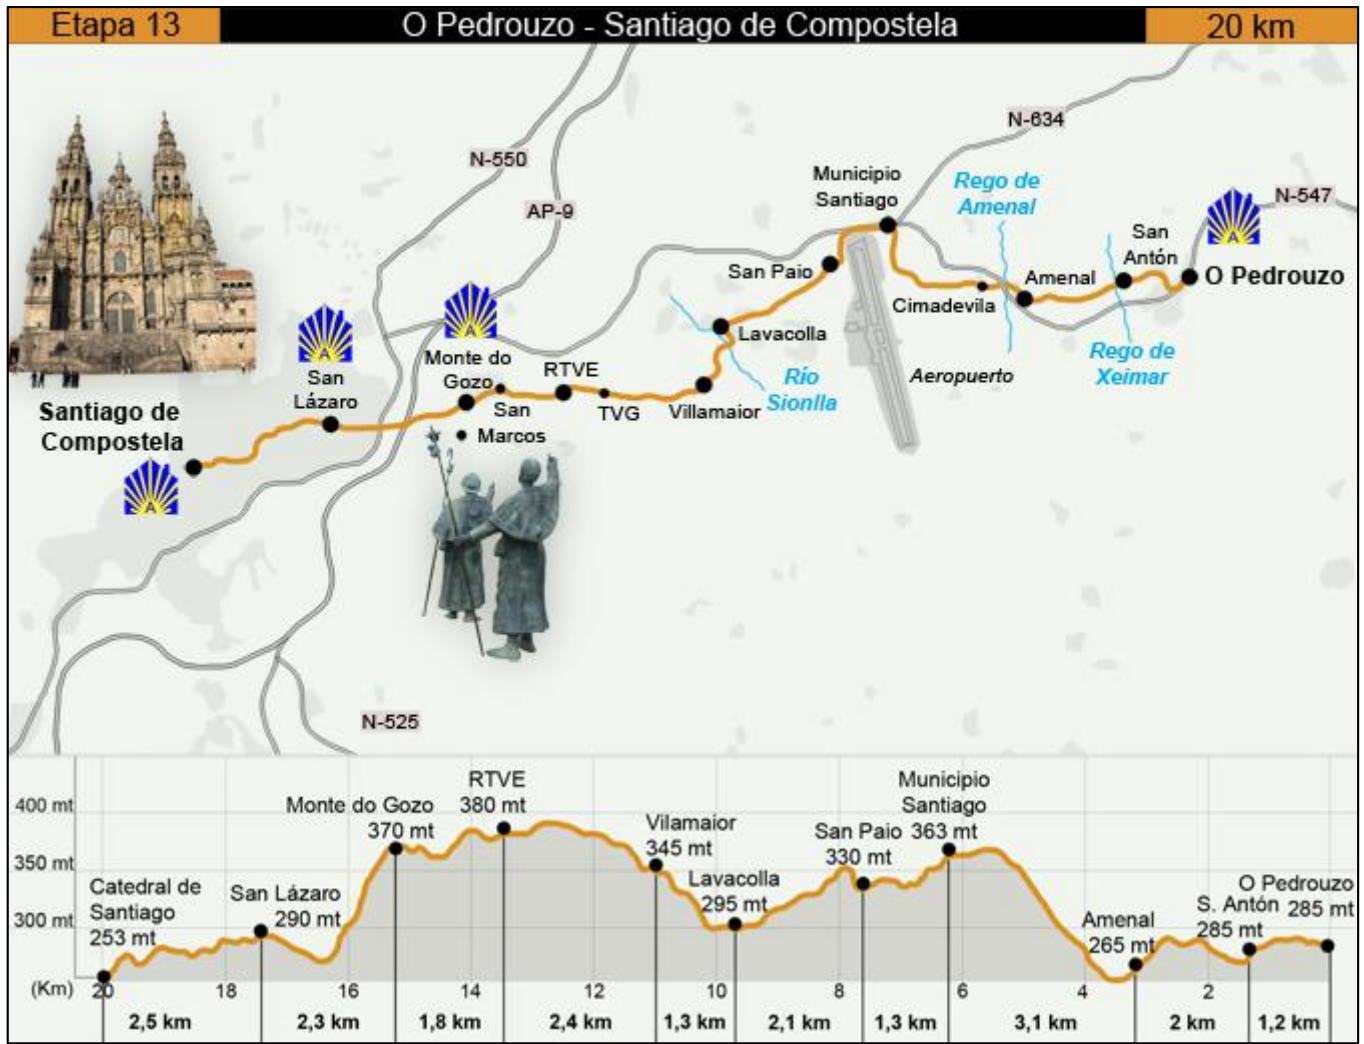 Etapa 13
O Pedrouzo - Santiago de Compostela
20 km
N-634
N-550
Municipio
Santiago
Rego de
Amenal
N-547
AP-9
San
Antón
San Paio
Amenal
O Pedrouzo
A
Cimadevila
Lavacolla
A
A
Monte do
Gozo
RTVE
Rego de
Xeimar
San
Lázaro
Río
Sionlla
Aeropuerto
Santiago de
Compostela
San
Marcos
TVG
Villamaior
A
N-525
RTVE
380 mt
Municipio
Santiago
363 mt
400 mt
Monte do Gozo
370 mt
Vilamaior
345 mt
San Paio
330 mt
350 mt
Catedral de
Santiago
253 mt
San Lázaro
290 mt
Lavacolla
295 mt
O Pedrouzo
285 mt
S. Antón
285 mt
300 mt
Amenal
265 mt
(Km) 20 18 16 14 12 10 8 6 4 2
2,5 km 2,3 km 1,8 km 2,4 km 1,3 km 2,1 km 1,3 km 3,1 km 2 km 1,2 km